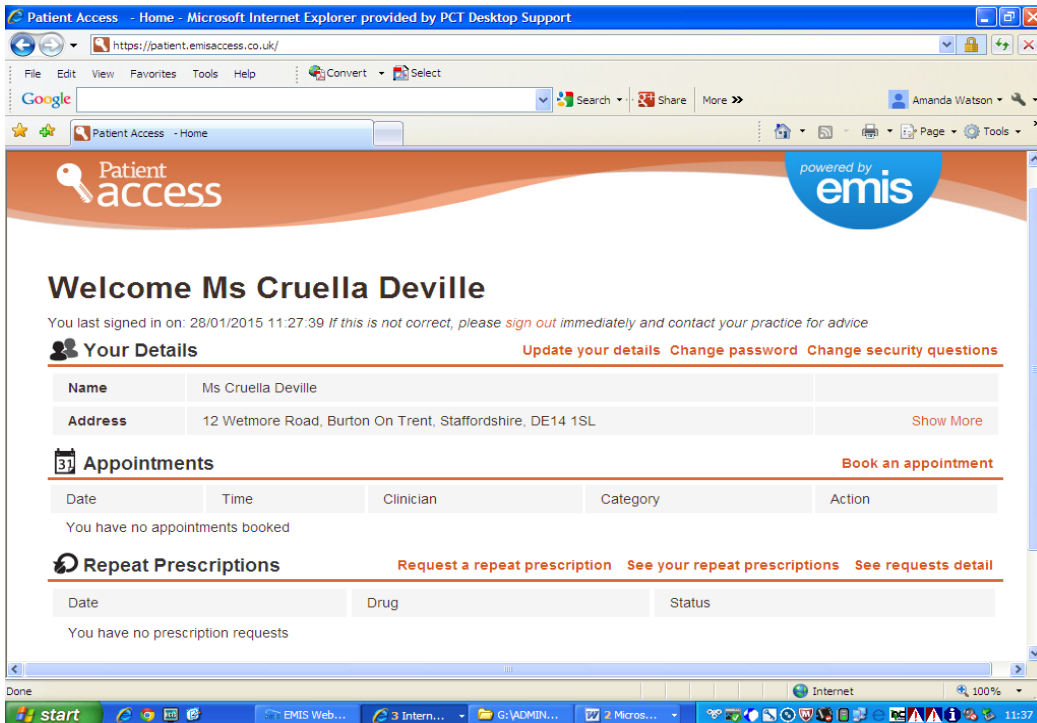 Patient Access - Home - Microsoft Internet Explorer provided by PCT Desktop Support
https://patient.emisaccess.co.uk/
File Edit View Favorites Tools Help Convert Select
Google Search Share More >> Amanda Watson
Patient Access - Home Page Tools
Patient
access
powered by
emis
Welcome Ms Cruella Deville
You last signed in on: 28/01/2015 11:27:39 If this is not correct, please sign out immediately and contact your practice for advice
Your Details Update your details Change password Change security questions
Name Ms Cruella Deville
Address 12 Wetmore Road, Burton On Trent, Staffordshire, DE14 1SL Show More
31 Appointments Book an appointment
Date Time Clinician Category Action
You have no appointments booked
Repeat Prescriptions Request a repeat prescription See your repeat prescriptions See requests detail
Date Drug Status
You have no prescription requests
Done Internet 100%
start EMIS Web... 3 Intern... G:\ADMIN... 2 Micros... 11:37